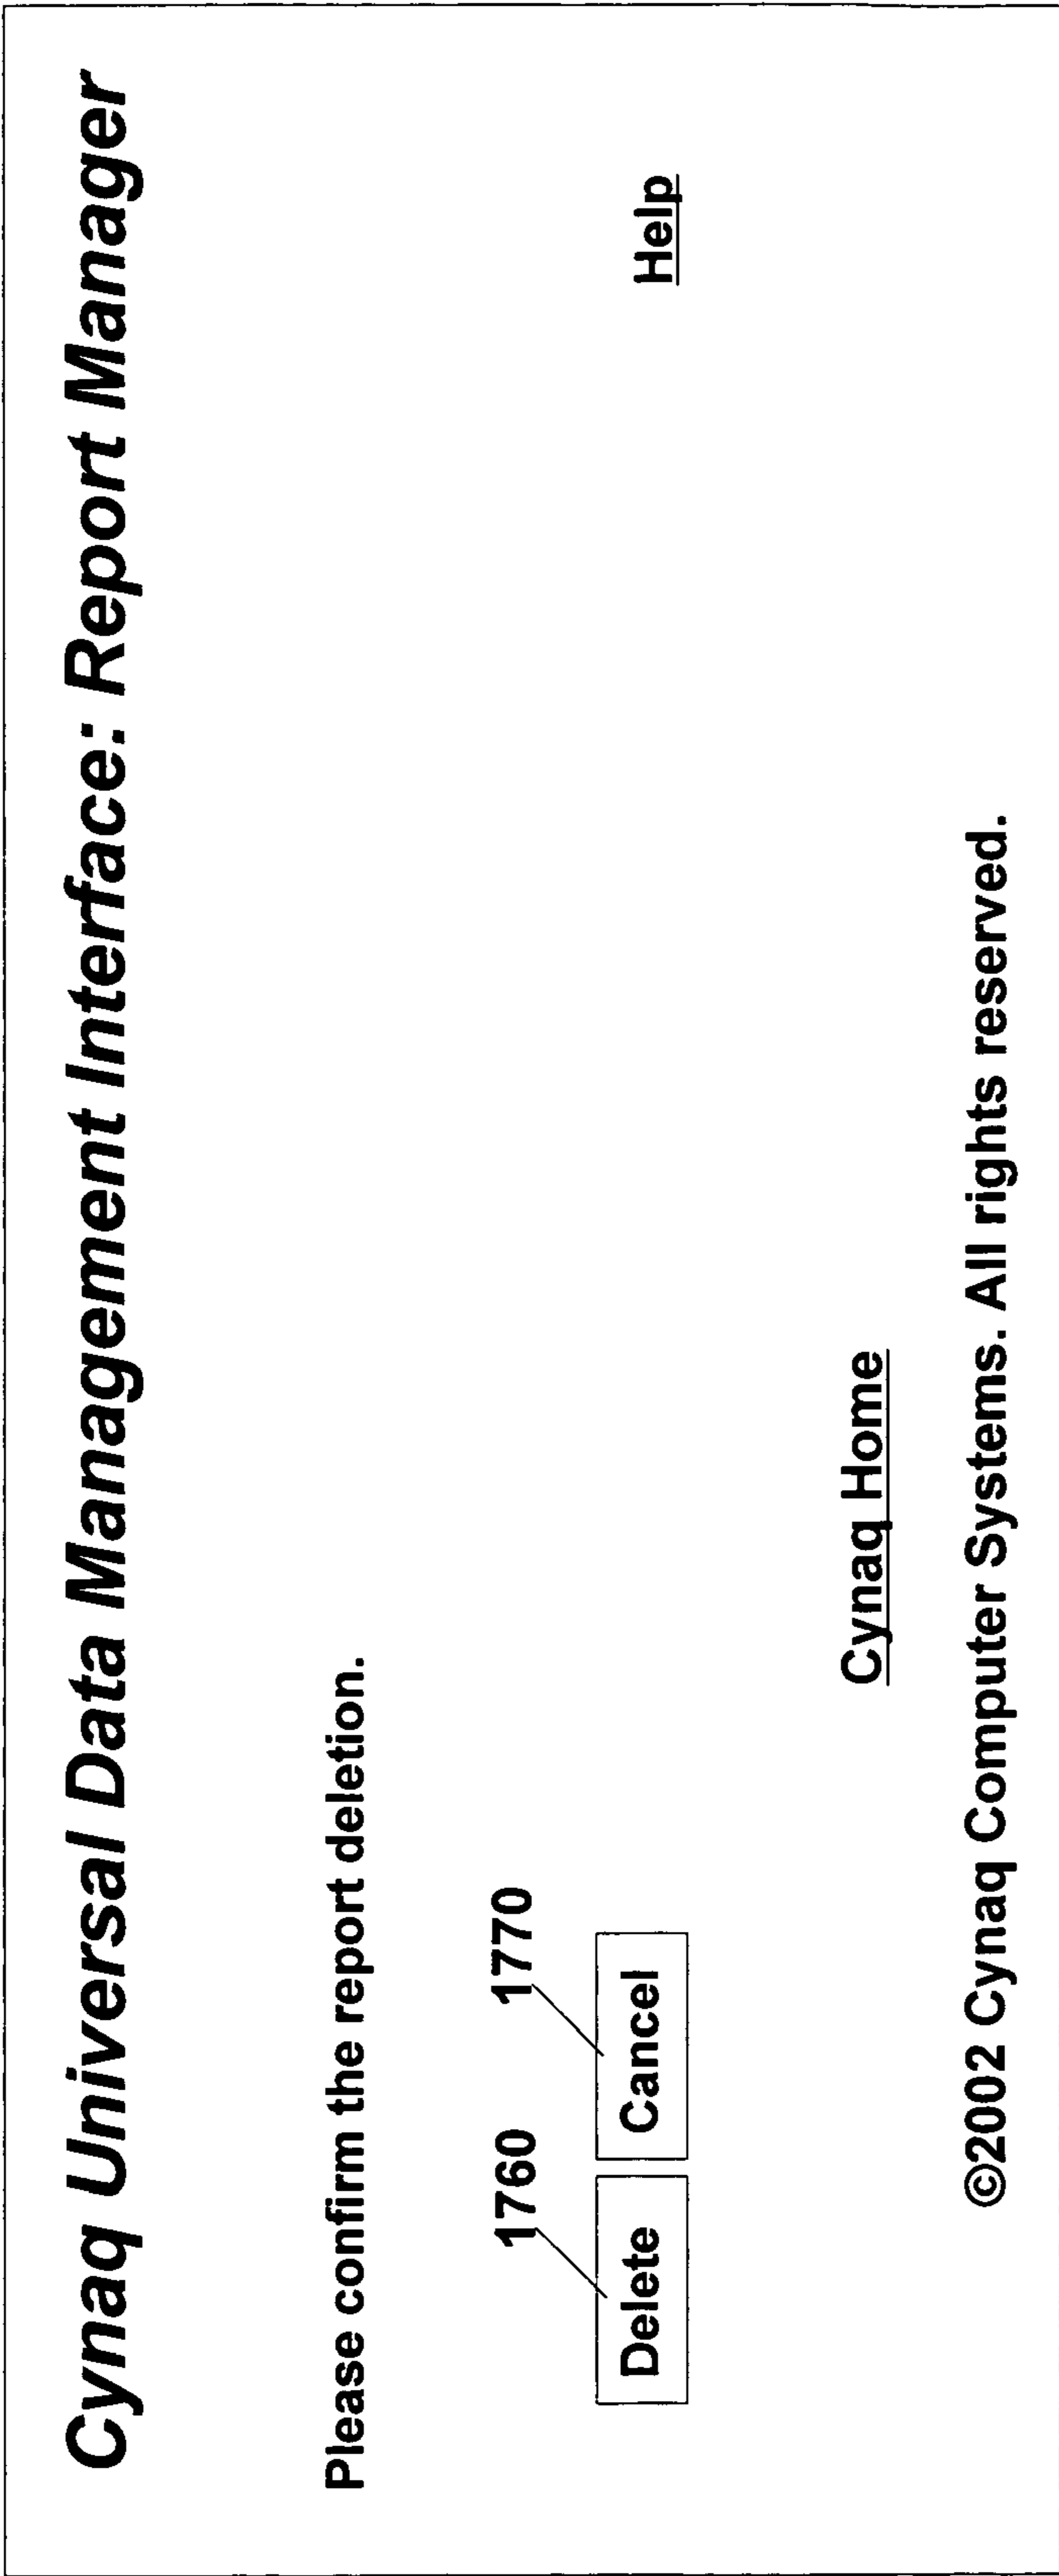 Cynaq Universal Data Management Interface: Report Manager
Please confirm the report deletion.
1760 1770
Delete Cancel
Help
Cynaq Home
©2002 Cynaq Computer Systems. All rights reserved.